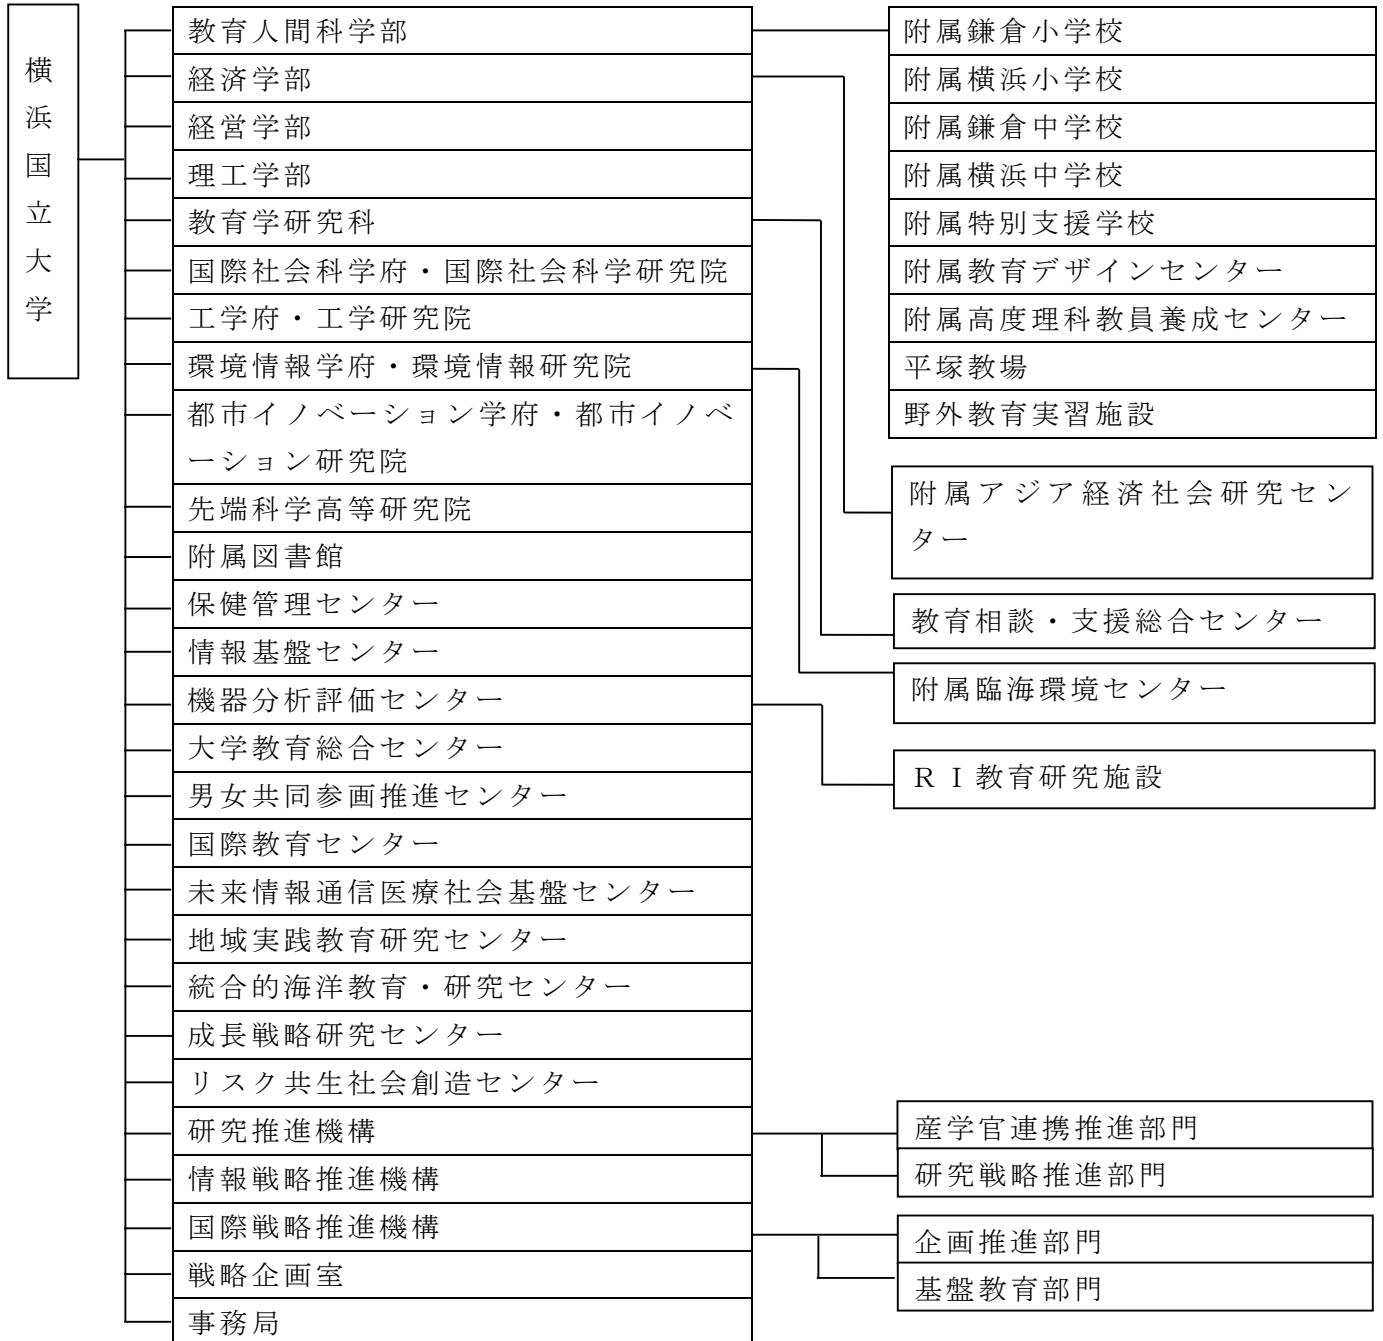 横浜国立大学
教育人間科学部
経済学部
経営学部
理工学部
教育学研究科
国際社会科学府・国際社会科学研究院
工学府・工学研究院
環境情報学府・環境情報研究院
都市イノベーション学府・都市イノベ
ーション研究院
先端科学高等研究院
附属図書館
保健管理センター
情報基盤センター
機器分析評価センター
大学教育総合センター
男女共同参画推進センター
国際教育センター
未来情報通信医療社会基盤センター
地域実践教育研究センター
統合的海洋教育・研究センター
成長戦略研究センター
リスク共生社会創造センター
研究推進機構
情報戦略推進機構
国際戦略推進機構
戦略企画室
事務局
附属鎌倉小学校
附属横浜小学校
附属鎌倉中学校
附属横浜中学校
附属特別支援学校
附属教育デザインセンター
附属高度理科教員養成センター
平塚教場
野外教育実習施設
附属アジア経済社会研究セン
ター
教育相談・支援総合センター
附属臨海環境センター
ＲＩ教育研究施設
産学官連携推進部門
研究戦略推進部門
企画推進部門
基盤教育部門